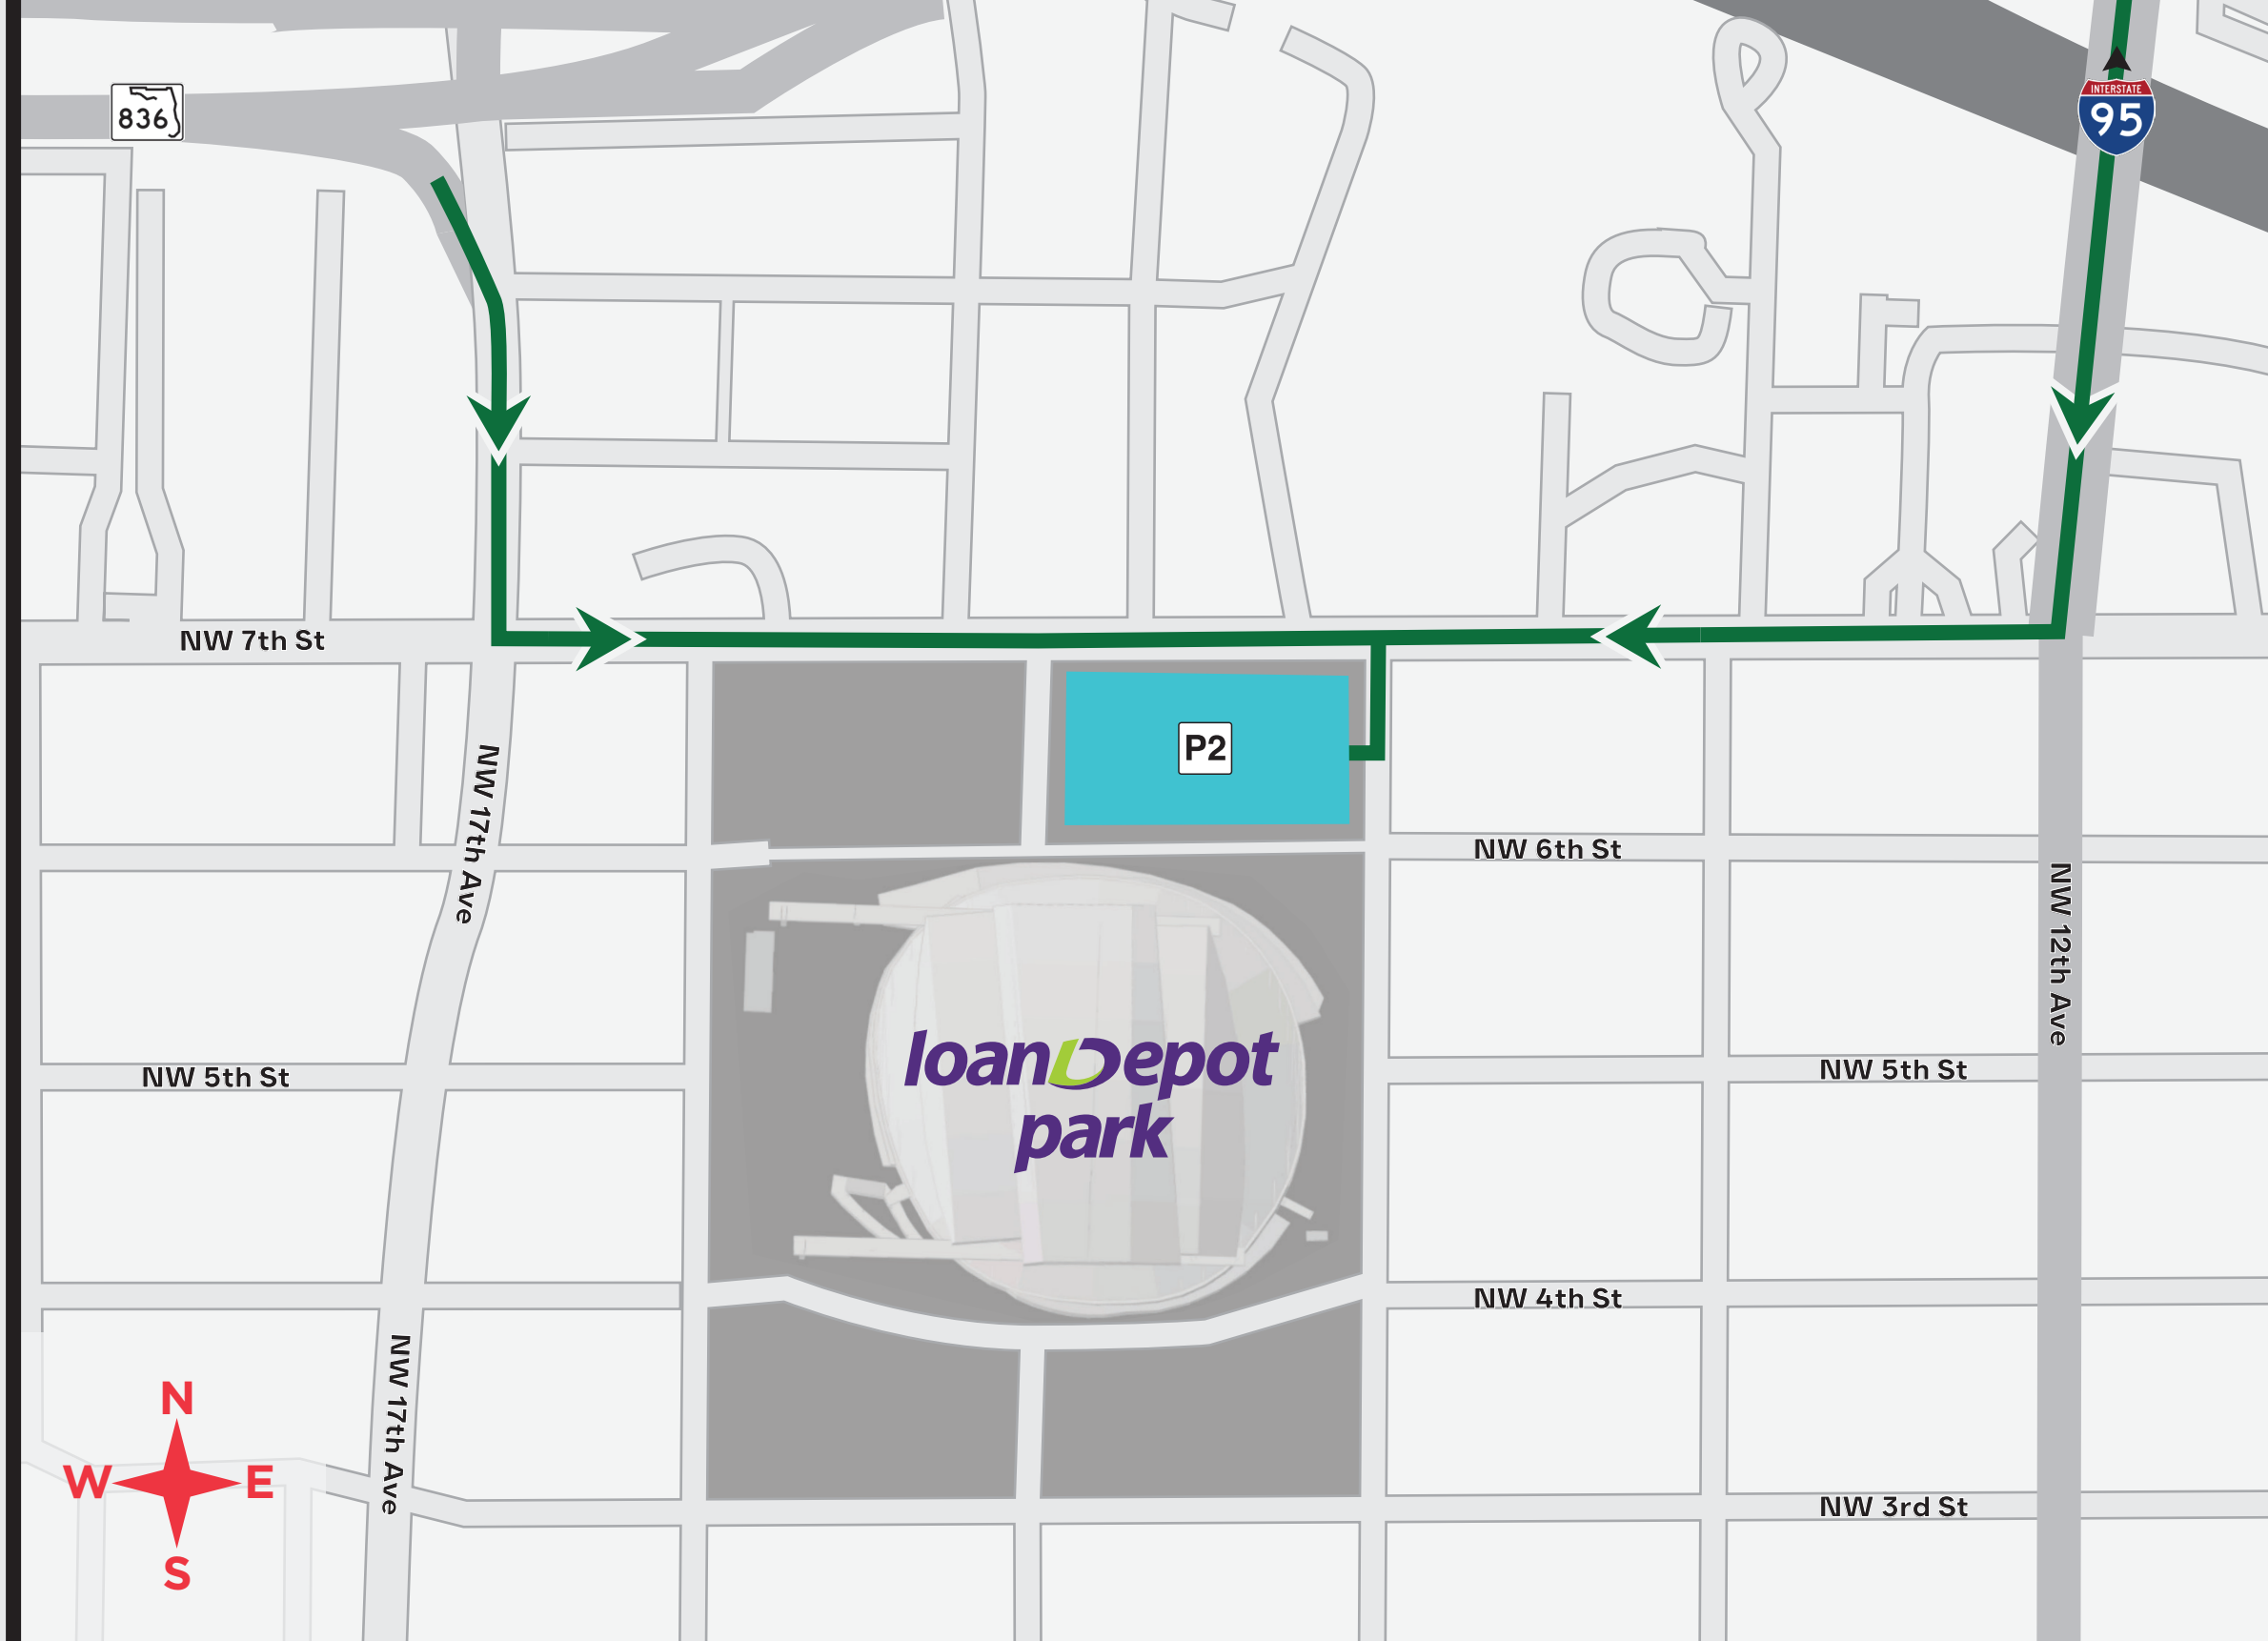 836
INTERSTATE
95
NW 7th St
P2
NW 17th Ave
NW 6th St
NW 12th Ave
loanDepot
park
NW 5th St
NW 5th St
NW 4th St
NW 17th Ave
N
W E
S
NW 3rd St